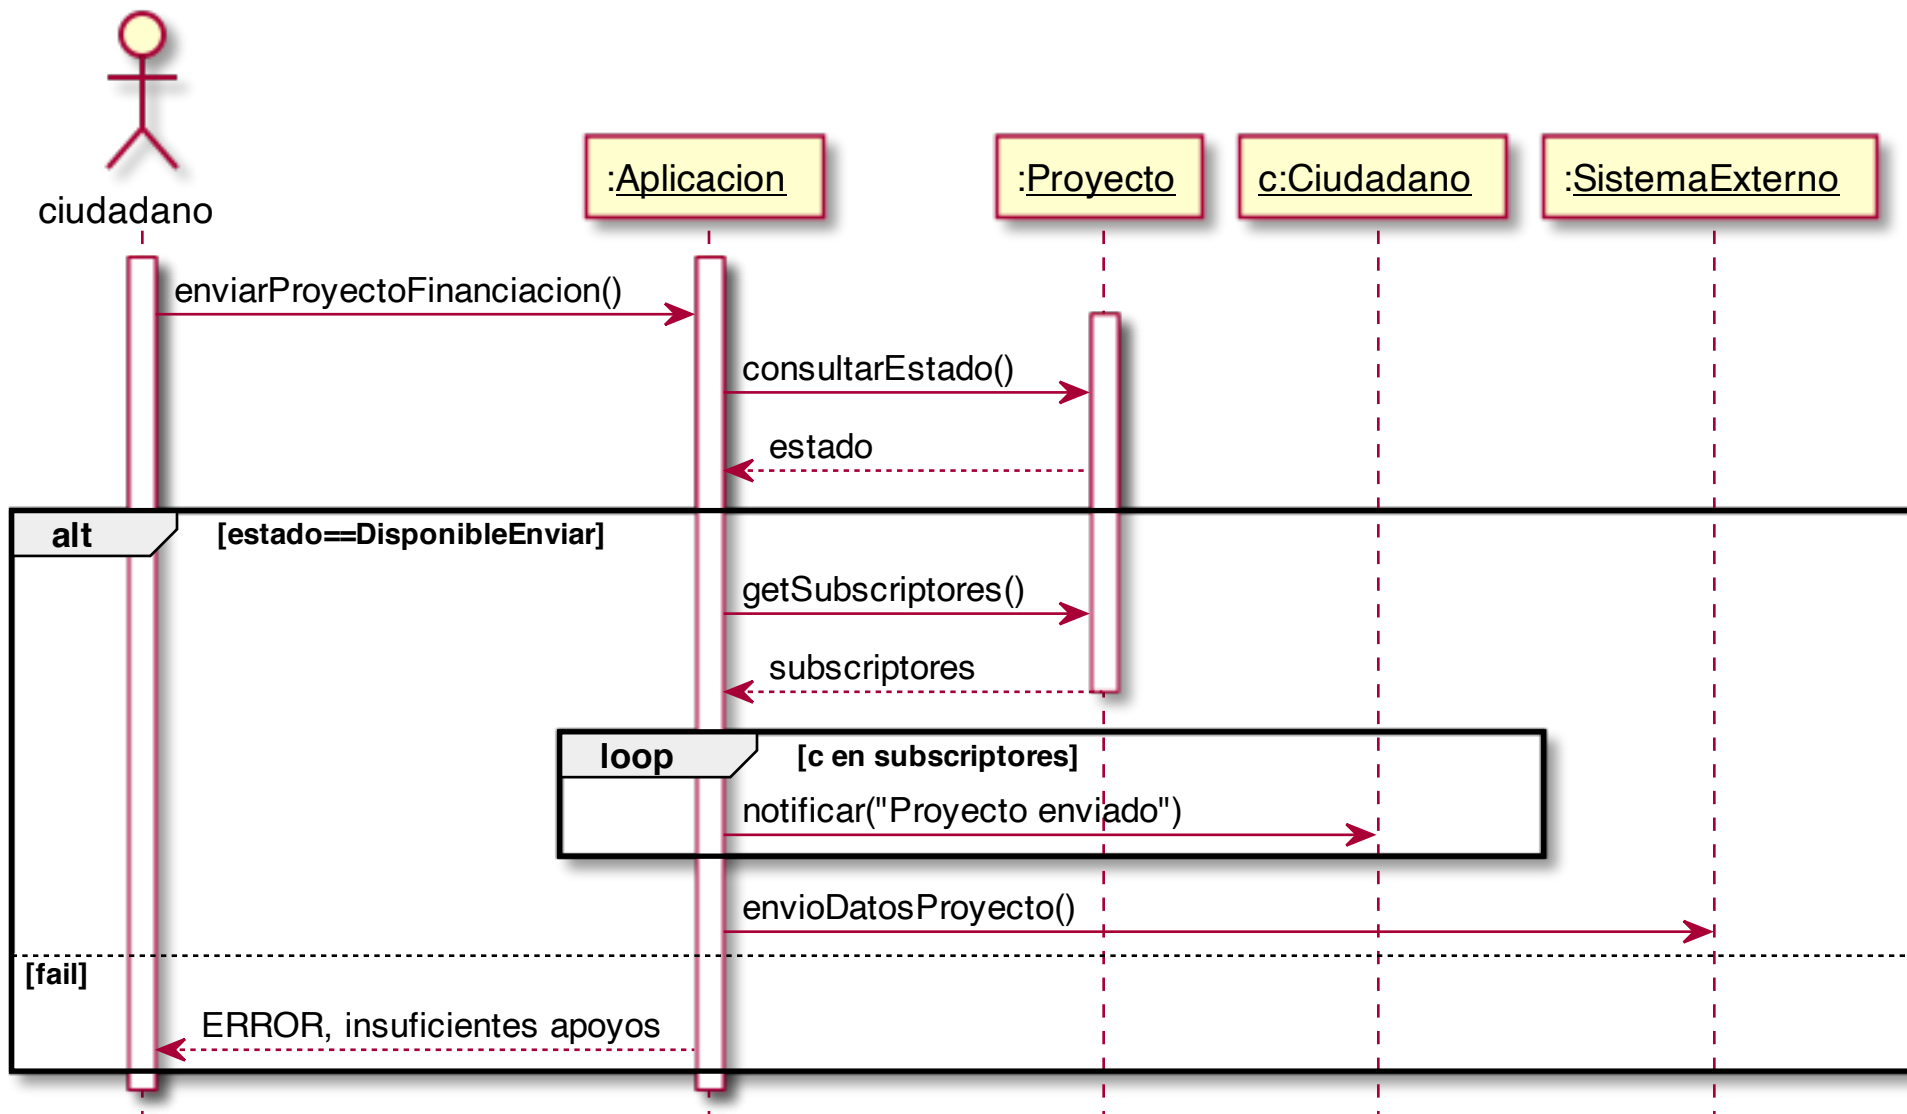 ciudadano
:Aplicacion
:Proyecto
c:Ciudadano
:SistemaExterno
enviarProyectoFinanciacion()
consultarEstado()
estado
alt
[estado==DisponibleEnviar]
getSubscriptores()
subscriptores
loop
[c en subscriptores]
notificar("Proyecto enviado")
envioDatosProyecto()
[fail]
ERROR, insuficientes apoyos